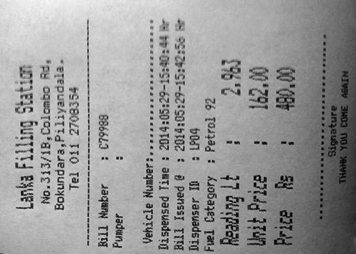 Lanka Filling Station
No.313/1B,Colombo Rd,
Bokundara,Piliyandala.
Tel 011 2708354
Bill Number : C79988
Pumper :
Vehicle Number:
Dispensed Time : 2014:05:29-15:40:44 Hr
Bill Issued @ : 2014:05:29-15:42:56 Hr
Dispenser ID : LP04
Fuel Category : Petrol 92
Reading Lt : 2.963
Unit Price : 162.00
Price Rs : 480.00
Signature
THANK YOU COME AGAIN